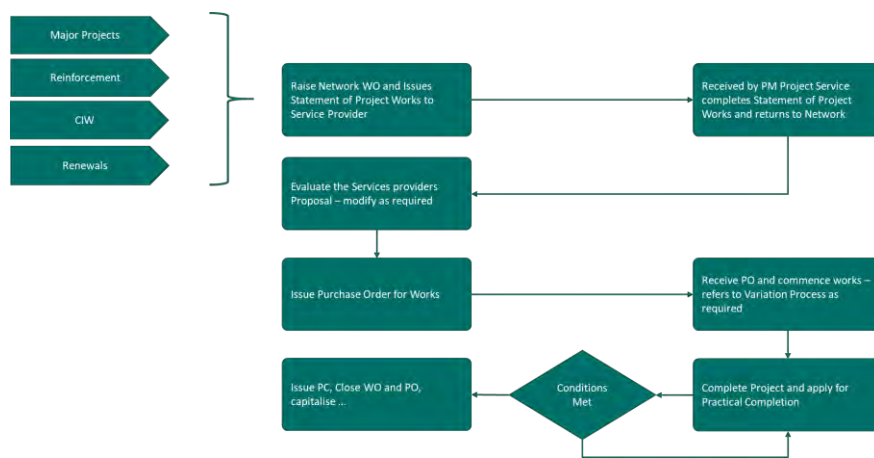 Major Projects
Reinforcement
CIW
Renewals
Raise Network WO and Issues
Statement of Project Works to
Service Provider
Received by PM Project Service
completes Statement of Project
Works and returns to Network
Evaluate the Services providers
Proposal – modify as required
Issue Purchase Order for Works
Receive PO and commence works –
refers to Variation Process as
required
Issue PC, Close WO and PO,
capitalise ...
Conditions
Met
Complete Project and apply for
Practical Completion